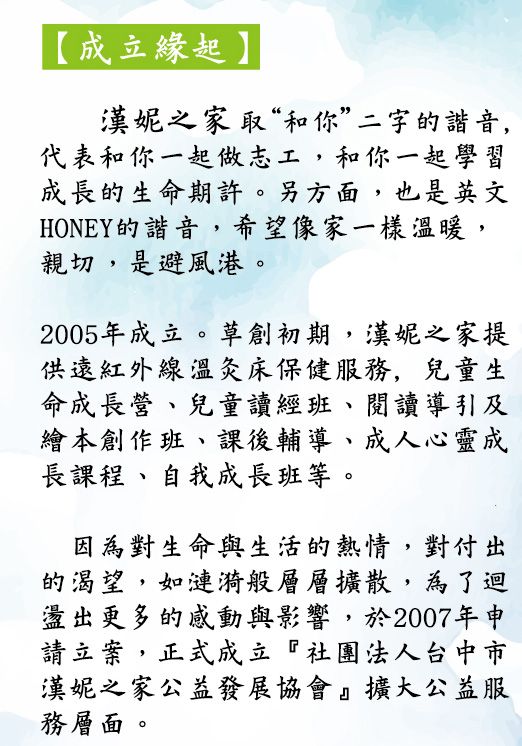 【成立緣起】
漢妮之家取“和你”二字的諧音,
代表和你一起做志工，和你一起學習
成長的生命期許。另方面，也是英文
HONEY的諧音，希望像家一樣溫暖，
親切，是避風港。
2005年成立。草創初期，漢妮之家提
供遠紅外線溫灸床保健服務, 兒童生
命成長營、兒童讀經班、閱讀導引及
繪本創作班、課後輔導、成人心靈成
長課程、自我成長班等。
因為對生命與生活的熱情，對付出
的渴望，如漣漪般層層擴散，為了迴
盪出更多的感動與影響，於2007年申
請立案，正式成立『社團法人台中市
漢妮之家公益發展協會』擴大公益服
務層面。